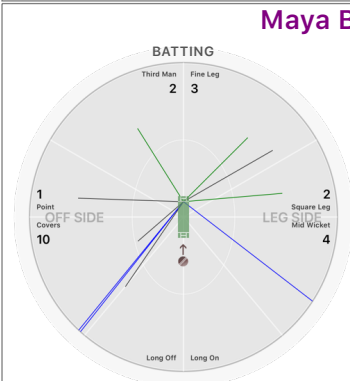 Maya B
BATTING
Third Man Fine Leg
2 3
1 2
Point Square Leg
OFF SIDE LEG SIDE
Covers Mid Wicket
10 4
Long Off Long On